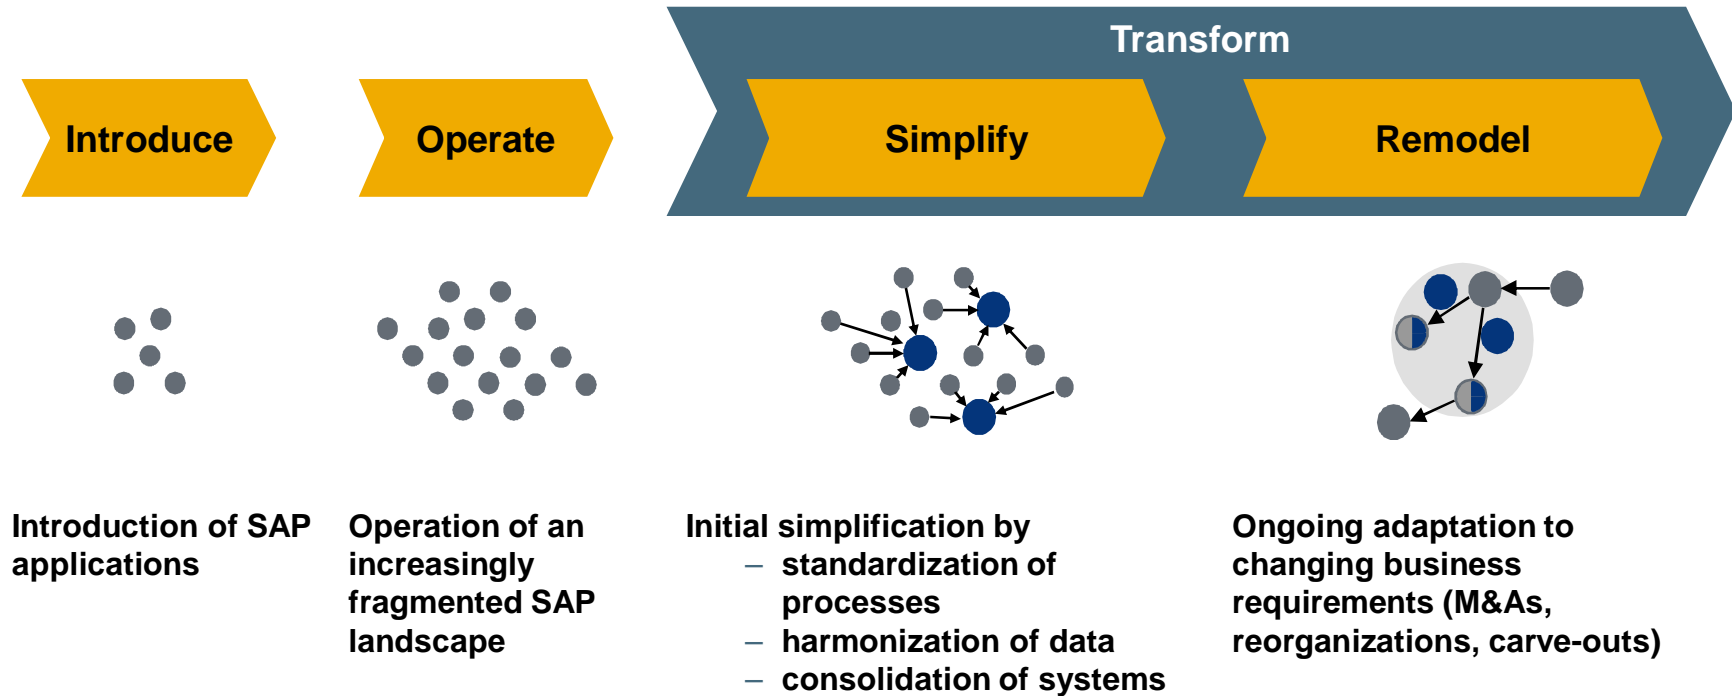 Transform
Introduce
Operate
Simplify
Remodel
Introduction of SAP
applications
Operation of an
increasingly
fragmented SAP
landscape
Initial simplification by
– standardization of
processes
– harmonization of data
– consolidation of systems
Ongoing adaptation to
changing business
requirements (M&As,
reorganizations, carve-outs)